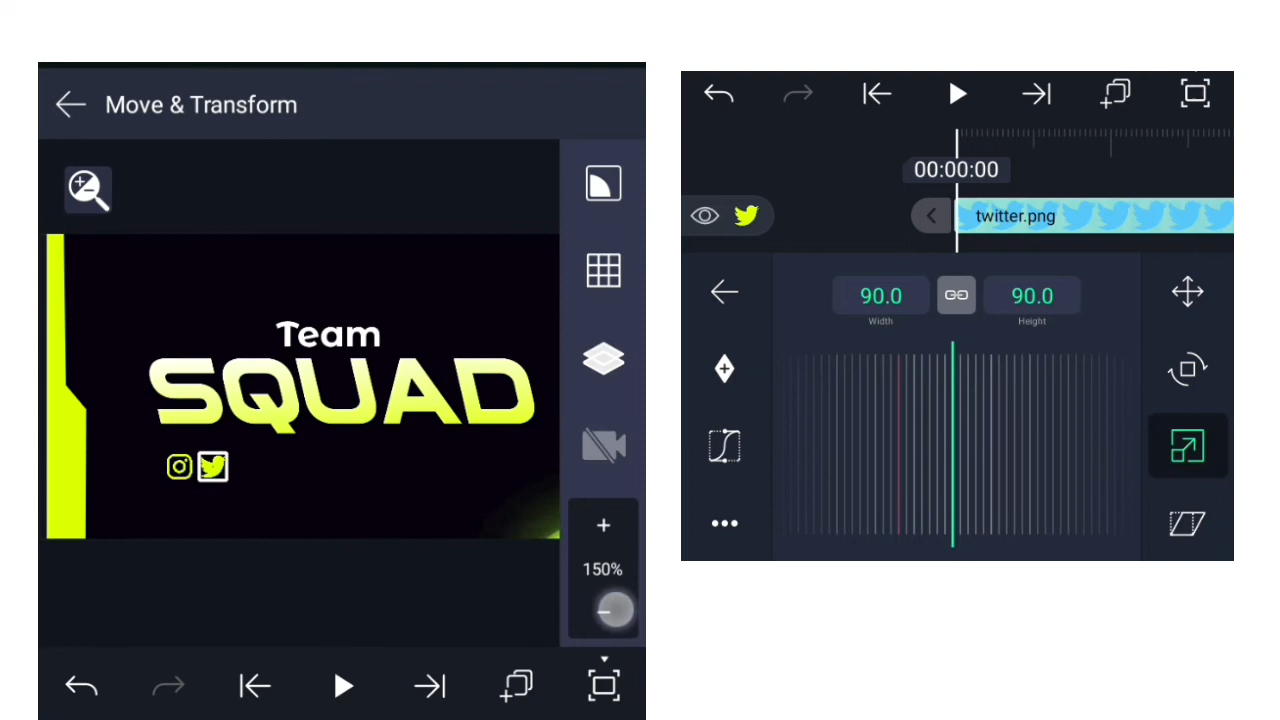 Move & Transform
Team
SQUAD
150%
00:00:00
twitter.png
90.0
90.0
Width
Height